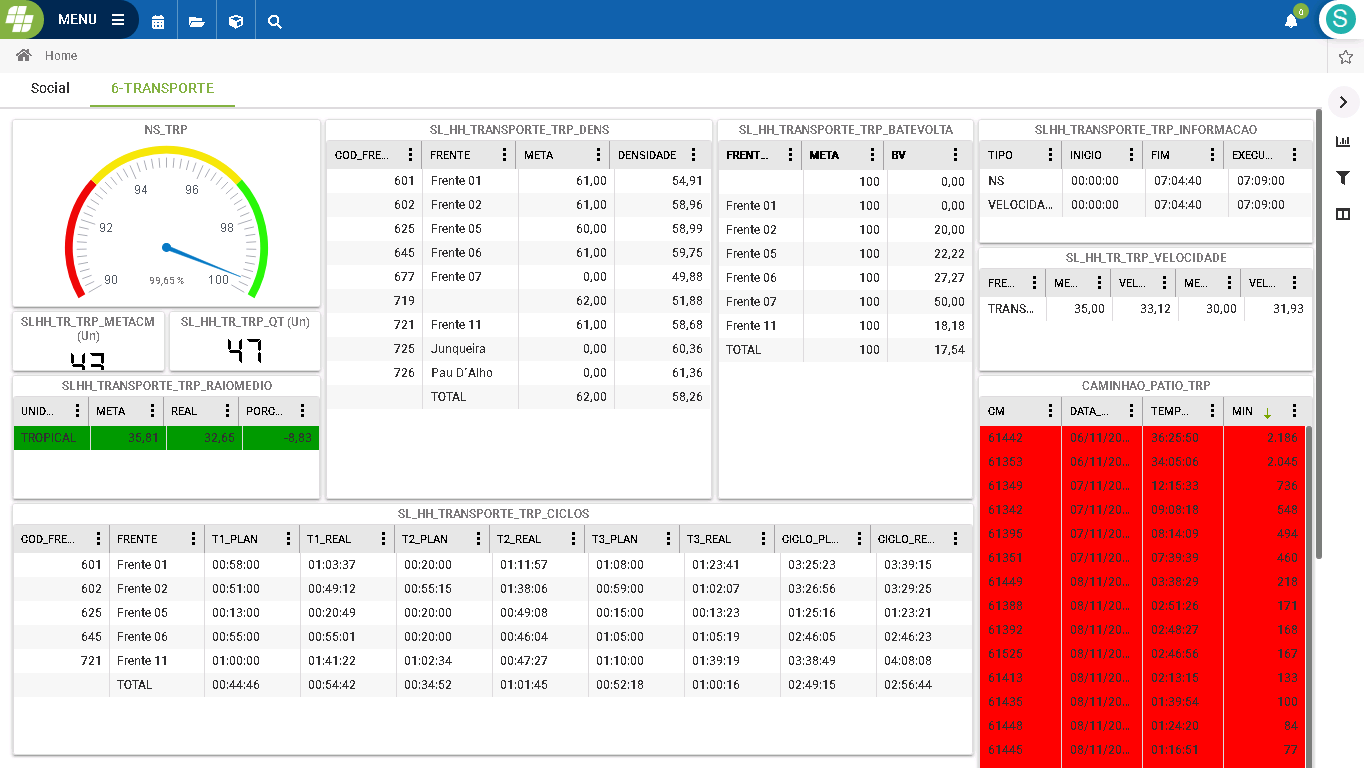 MENU
0
S
Home
Social 6-TRANSPORTE
NS_TRP
90 92 94 96 98 100
99,65 %
SLHH_TR_TRP_METACM
(Un)
43
SL_HH_TR_TRP_QT (Un)
47
SLHH_TRANSPORTE_TRP_RAIOMEDIO
UNID... META REAL PORC...
TROPICAL 35,81 32,65 -8,83
SL_HH_TRANSPORTE_TRP_DENS
COD_FRE... FRENTE META DENSIDADE
601 Frente 01 61,00 54,91
602 Frente 02 61,00 58,96
625 Frente 05 60,00 58,99
645 Frente 06 61,00 59,75
677 Frente 07 0,00 49,88
719 62,00 51,88
721 Frente 11 61,00 58,68
725 Junqueira 0,00 60,36
726 Pau D´Alho 0,00 61,36
TOTAL 62,00 58,26
SL_HH_TRANSPORTE_TRP_BATEVOLTA
FRENT... META BV
100 0,00
Frente 01 100 0,00
Frente 02 100 20,00
Frente 05 100 22,22
Frente 06 100 27,27
Frente 07 100 50,00
Frente 11 100 18,18
TOTAL 100 17,54
SLHH_TRANSPORTE_TRP_INFORMACAO
TIPO INICIO FIM EXECU...
NS 00:00:00 07:04:40 07:09:00
VELOCIDA... 00:00:00 07:04:40 07:09:00
SL_HH_TR_TRP_VELOCIDADE
FRE... ME... VEL... ME... VEL...
TRANS... 35,00 33,12 30,00 31,93
SL_HH_TRANSPORTE_TRP_CICLOS
COD_FRE... FRENTE T1_PLAN T1_REAL T2_PLAN T2_REAL T3_PLAN T3_REAL CICLO_PL... CICLO_RE...
601 Frente 01 00:58:00 01:03:37 00:20:00 01:11:57 01:08:00 01:23:41 03:25:23 03:39:15
602 Frente 02 00:51:00 00:49:12 00:55:15 01:38:06 00:59:00 01:02:07 03:26:56 03:29:25
625 Frente 05 00:13:00 00:20:49 00:20:00 00:49:08 00:15:00 00:13:23 01:25:16 01:23:21
645 Frente 06 00:55:00 00:55:01 00:20:00 00:46:04 01:05:00 01:05:19 02:46:05 02:46:23
721 Frente 11 01:00:00 01:41:22 01:02:34 00:47:27 01:10:00 01:39:19 03:38:49 04:08:08
TOTAL 00:44:46 00:54:42 00:34:52 01:01:45 00:52:18 01:00:16 02:49:15 02:56:44
CAMINHAO_PATIO_TRP
CM DATA_... TEMP... MIN
61442 06/11/20... 36:25:50 2.186
61353 06/11/20... 34:05:06 2.045
61349 07/11/20... 12:15:33 736
61342 07/11/20... 09:08:18 548
61396 07/11/20... 08:14:09 494
61351 07/11/20... 07:39:39 460
61449 08/11/20... 03:38:29 218
61388 08/11/20... 02:51:26 171
61392 08/11/20... 02:48:27 168
61525 08/11/20... 02:46:56 167
61413 08/11/20... 02:13:15 133
61436 08/11/20... 01:39:54 100
61448 08/11/20... 01:24:20 84
61445 08/11/20... 01:16:51 77